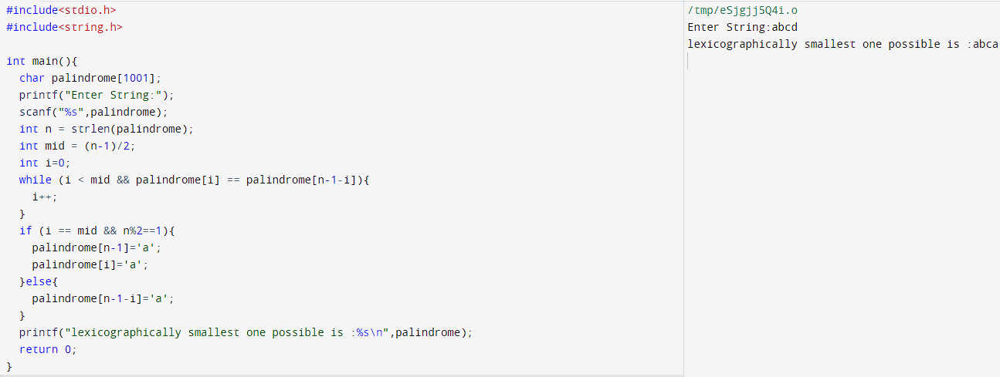 #include<stdio.h>
#include<string.h>
int main(){
char palindrome[1001];
printf("Enter String:");
scanf("%s",palindrome);
int n = strlen(palindrome);
int mid = (n-1)/2;
int i=0;
while (i < mid && palindrome[i] == palindrome[n-1-i]){
i++;
}
if (i == mid && n%2==1){
palindrome[n-1]='a';
palindrome[i]='a';
}else{
palindrome[n-1-i]='a';
}
printf("lexicographically smallest one possible is :%s\n",palindrome);
return 0;
}
/tmp/eSjgjj5Q4i.o
Enter String:abcd
lexicographically smallest one possible is :abca